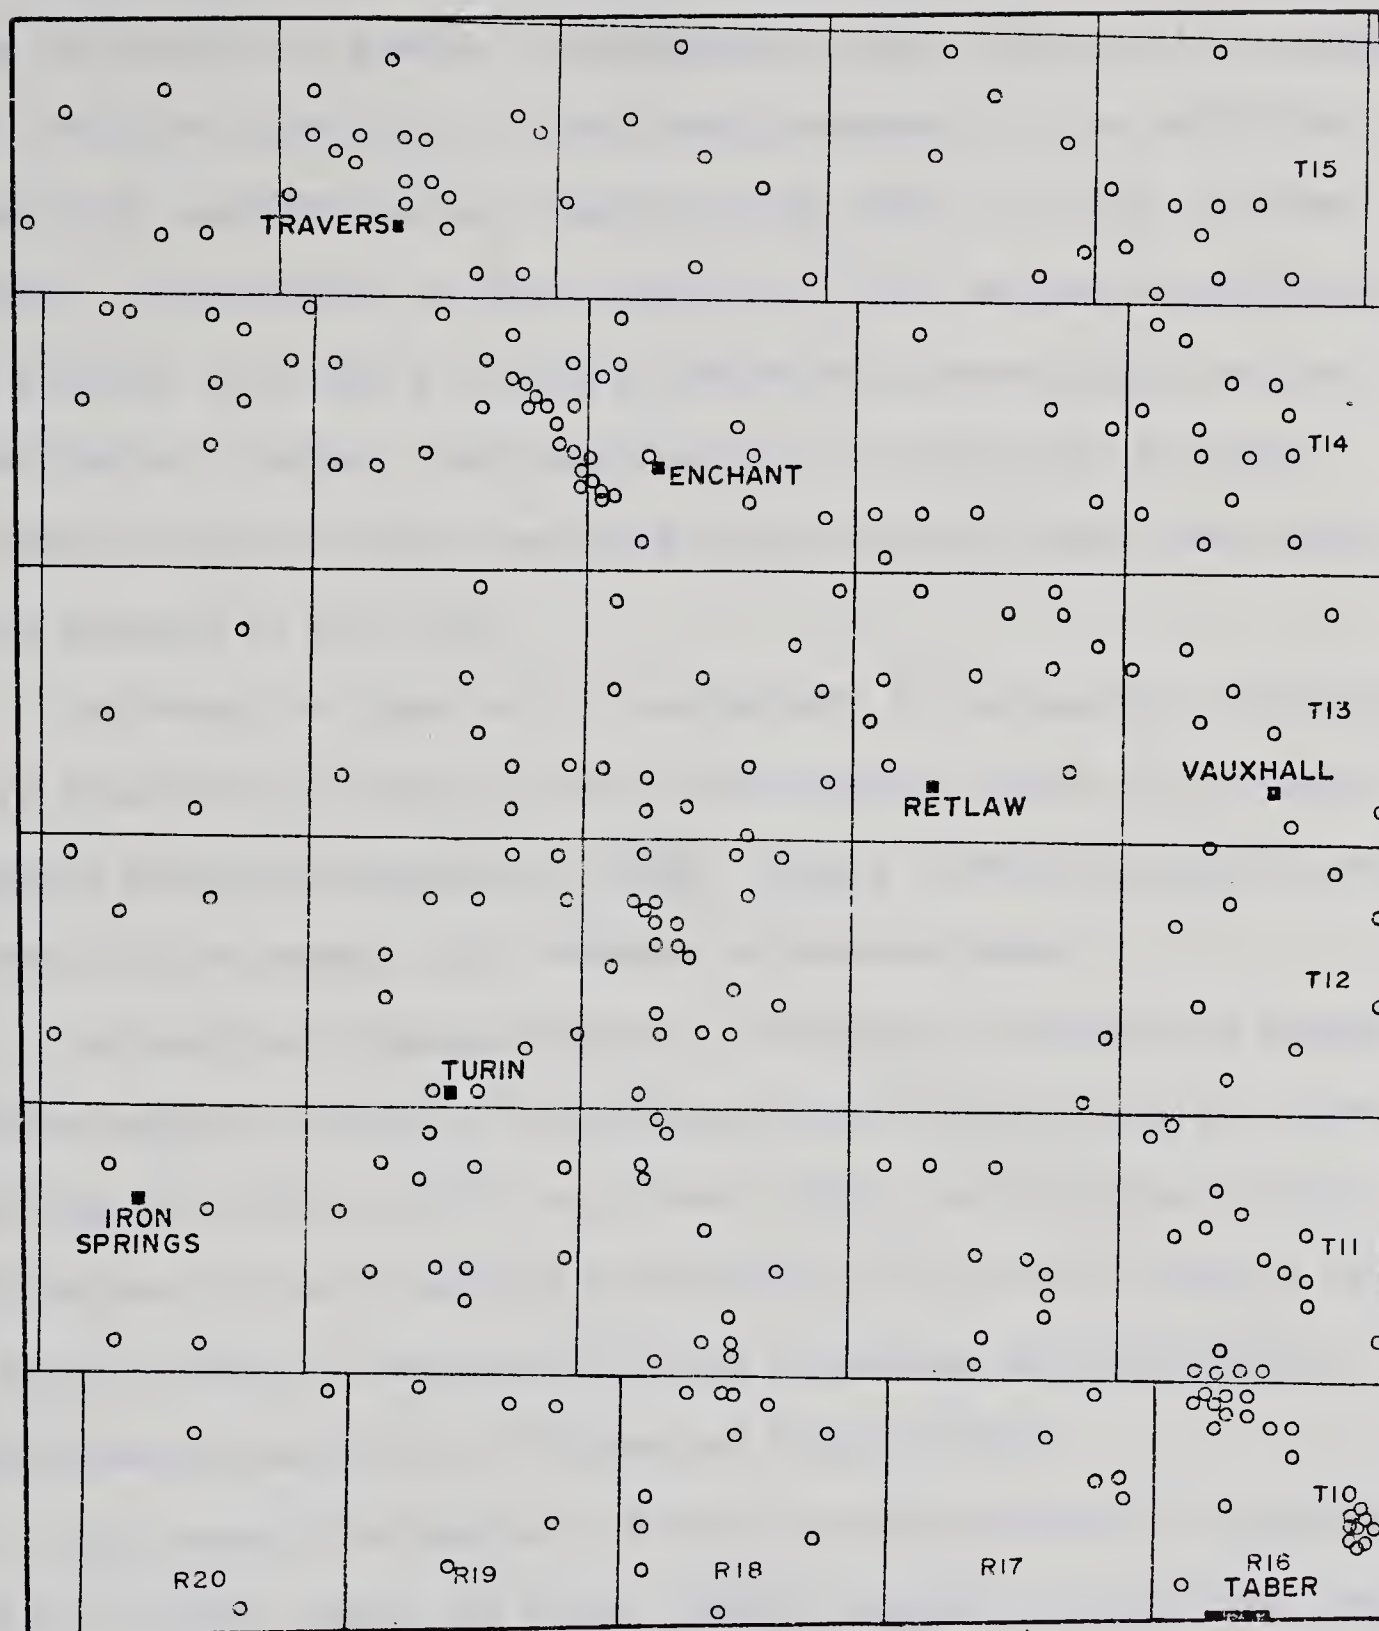 T15
TRAVERS
T14
ENCHANT
T13
VAUXHALL
RETLAW
T12
TURIN
IRON
SPRINGS
T11
T10
R20
R19
R18
R17
R16
TABER